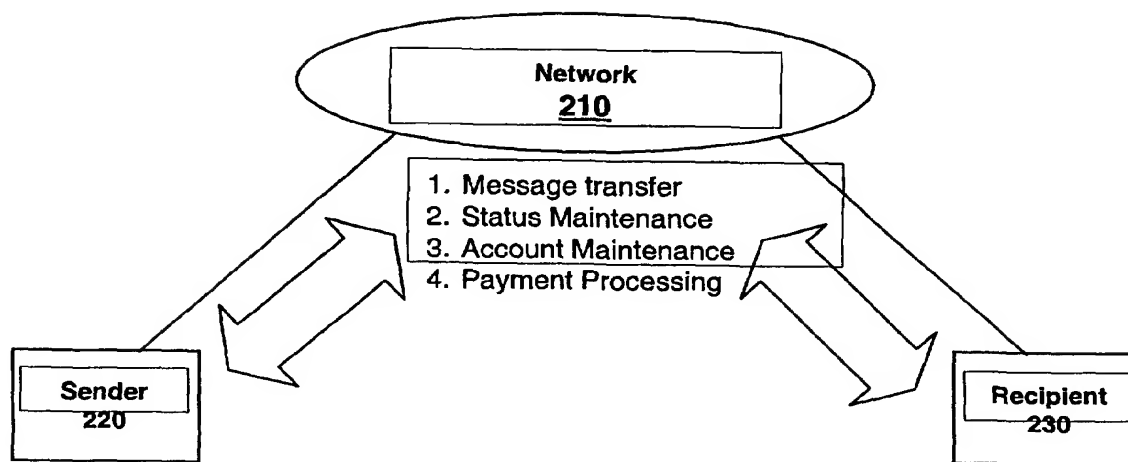 Network
210
1. Message transfer
2. Status Maintenance
3. Account Maintenance
4. Payment Processing
Sender
220
Recipient
230